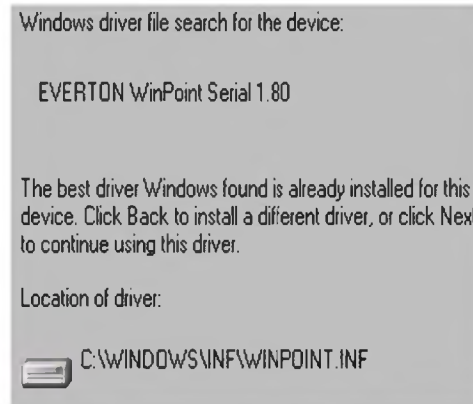 Windows driver file search for the device:
EVERTON WinPoint Serial 1.80
The best driver Windows found is already installed for this
device. Click Back to install a different driver, or click Next
to continue using this driver.
Location of driver:
C:\WINDOWS\INF\WINPOINT.INF